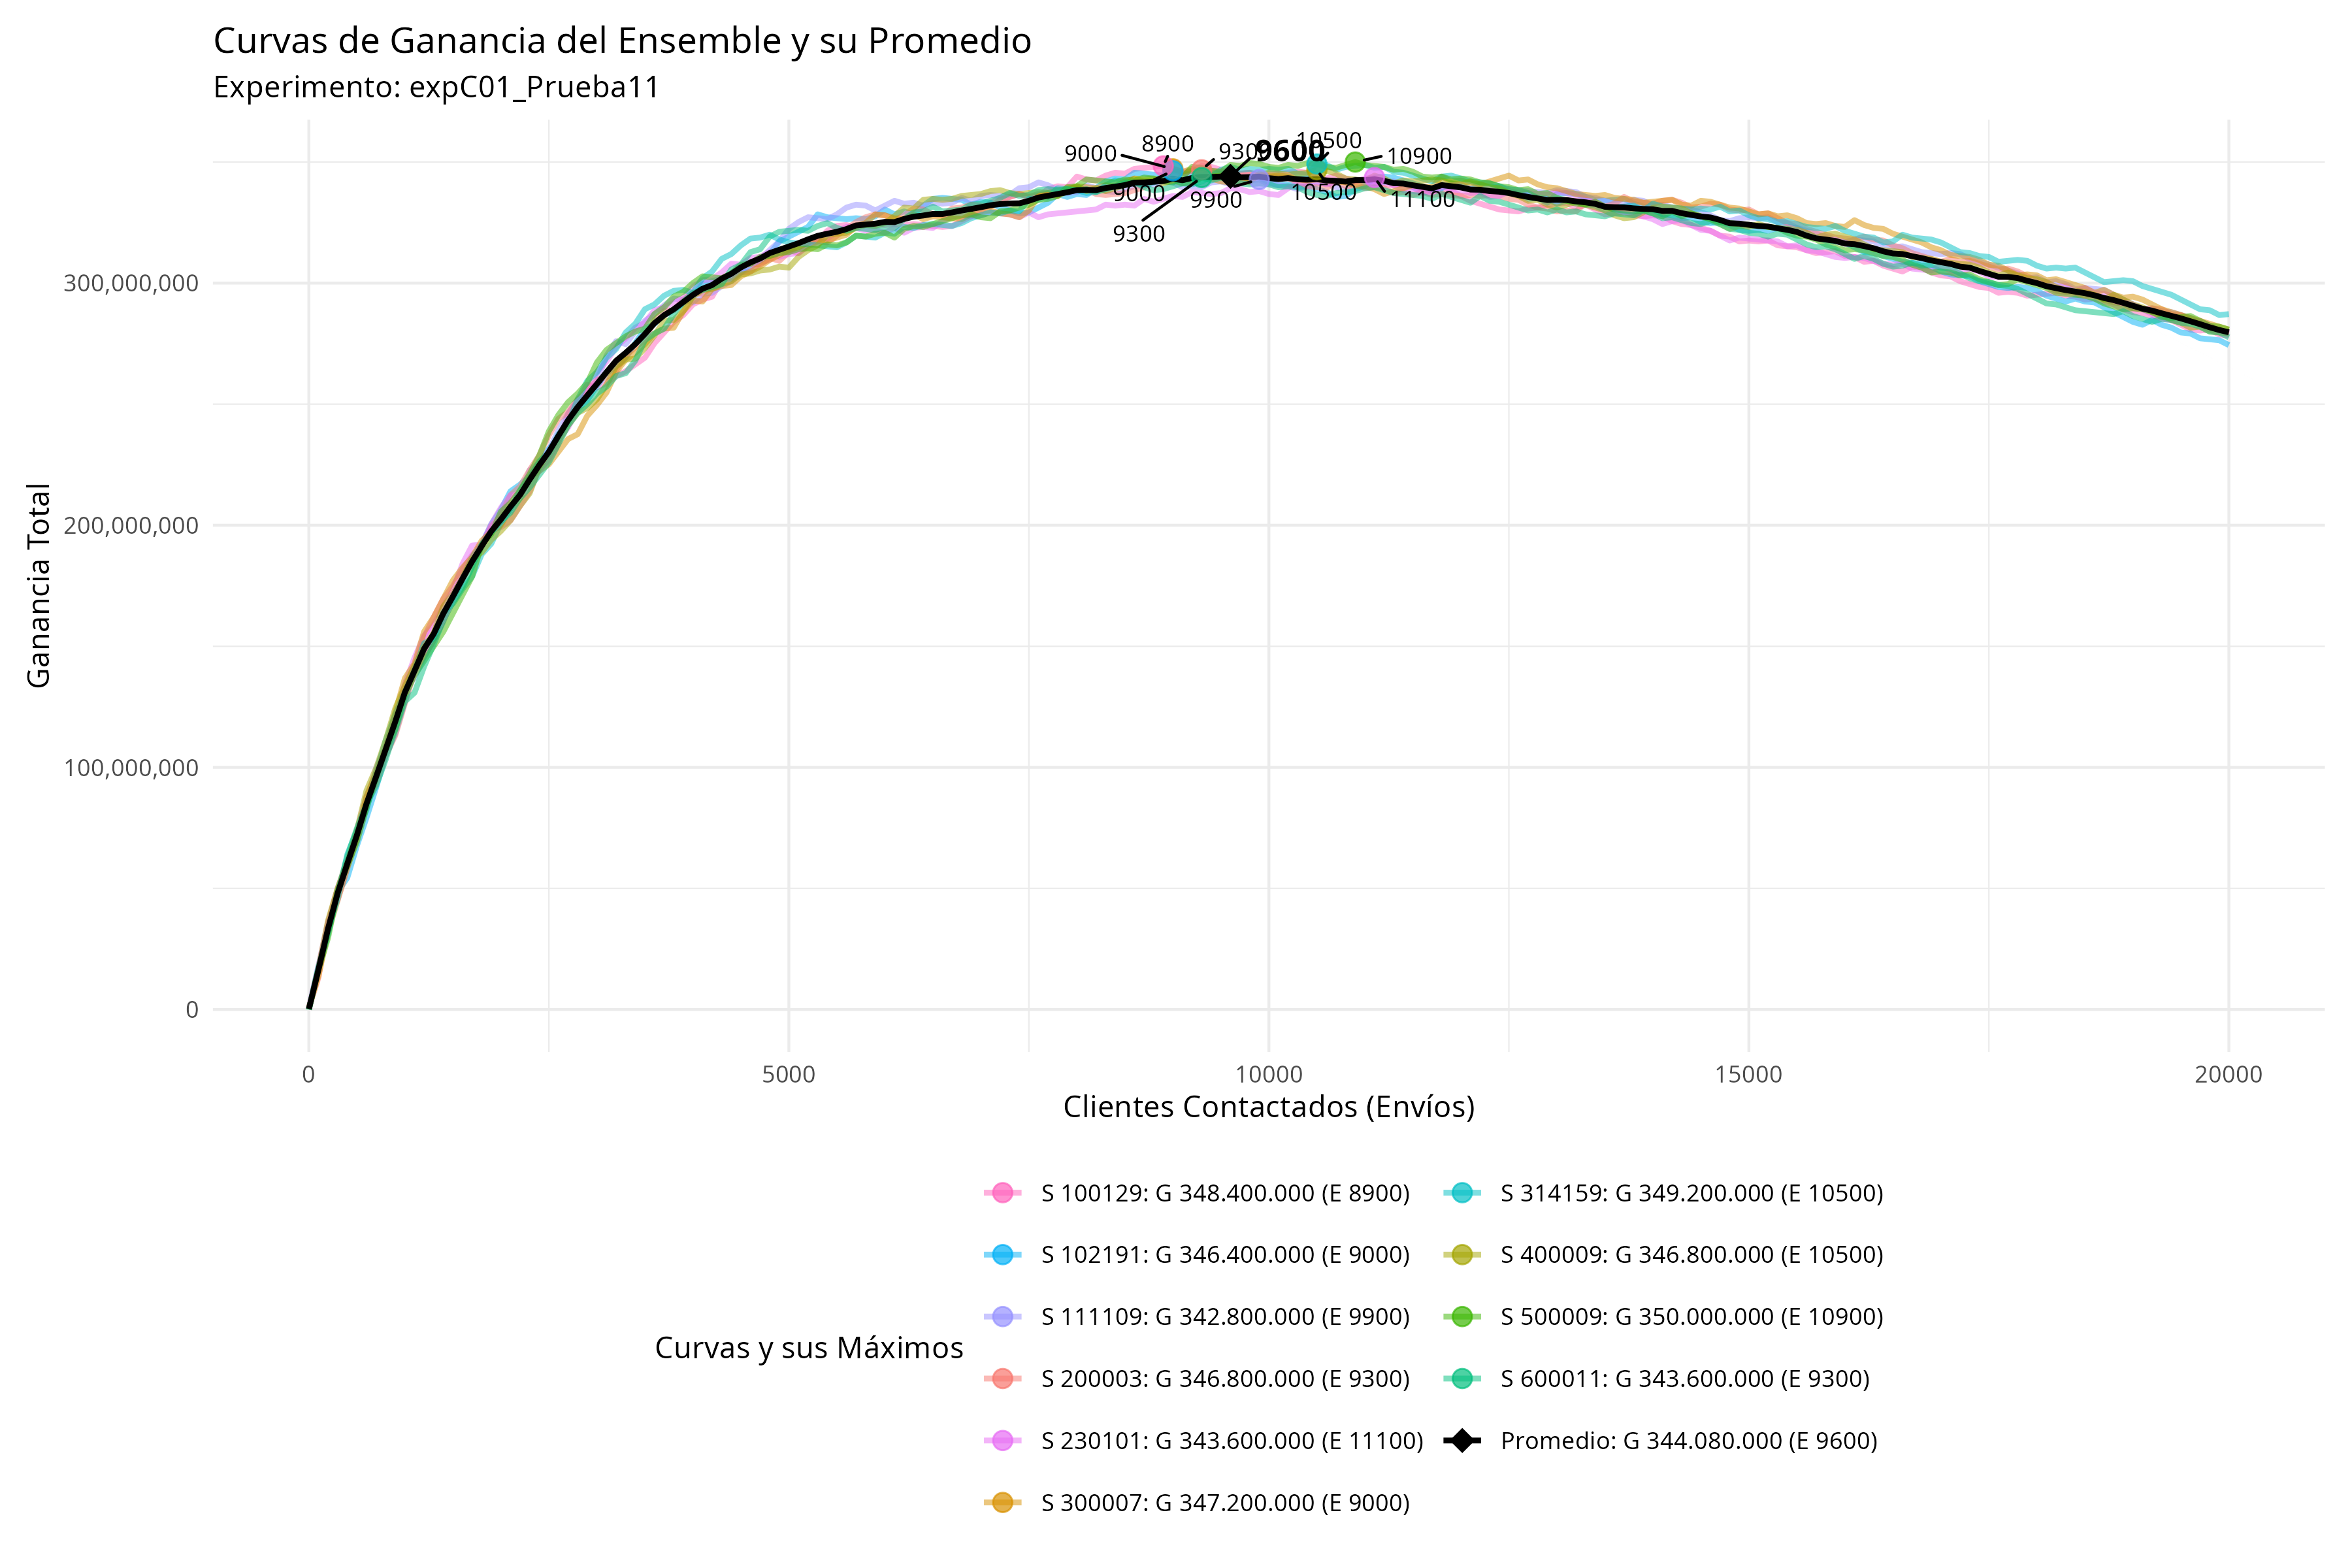 Curvas de Ganancia del Ensemble y su Promedio
Experimento: expC01_Prueba11
Ganancia Total
300,000,000
200,000,000
100,000,000
0
9000
8900
9300
9600
10500
10900
9000
9900
10500
11100
9300
0
5000
10000
15000
20000
Clientes Contactados (Envíos)
Curvas y sus Máximos
S 100129: G 348.400.000 (E 8900)
S 102191: G 346.400.000 (E 9000)
S 111109: G 342.800.000 (E 9900)
S 200003: G 346.800.000 (E 9300)
S 230101: G 343.600.000 (E 11100)
S 300007: G 347.200.000 (E 9000)
S 314159: G 349.200.000 (E 10500)
S 400009: G 346.800.000 (E 10500)
S 500009: G 350.000.000 (E 10900)
S 600011: G 343.600.000 (E 9300)
Promedio: G 344.080.000 (E 9600)